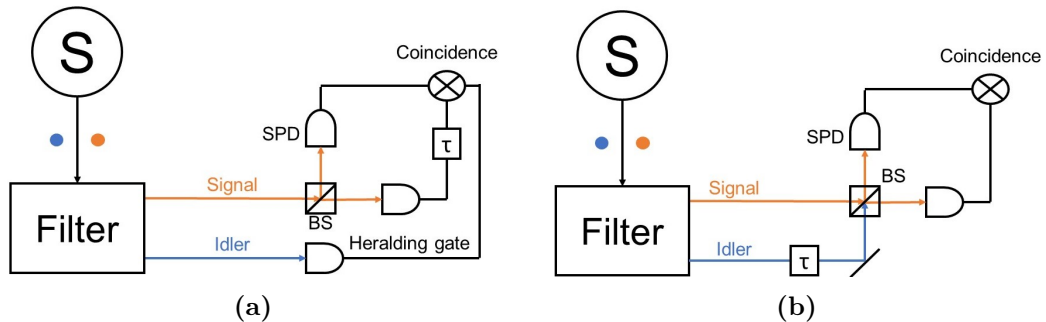 S
Coincidence
SPD
τ
Signal
BS
Filter
Idler
Heralding gate
(a)
S
Coincidence
SPD
BS
Signal
Filter
Idler
τ
(b)